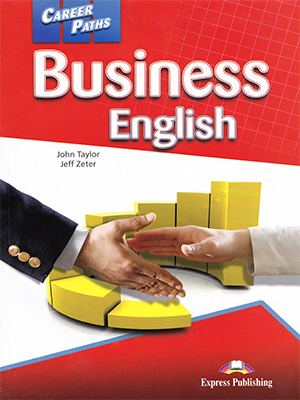 CAREER PATHS
Business
English
John Taylor
Jeff Zeter
Express Publishing